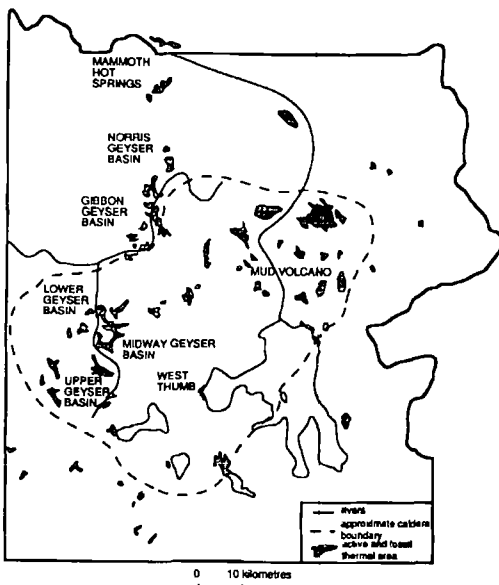 MAMMOTH
HOT
SPRINGS
NORRIS
GEYSER
BASIN
GIBBON
GEYSER
BASIN
MUD VOLCANO
LOWER
GEYSER
BASIN
MIDWAY GEYSER
BASIN
WEST
THUMB
UPPER
GEYSER
BASIN
rivers
approximate caldera
boundary
active and fossil
thermal area
0 10 kilometres